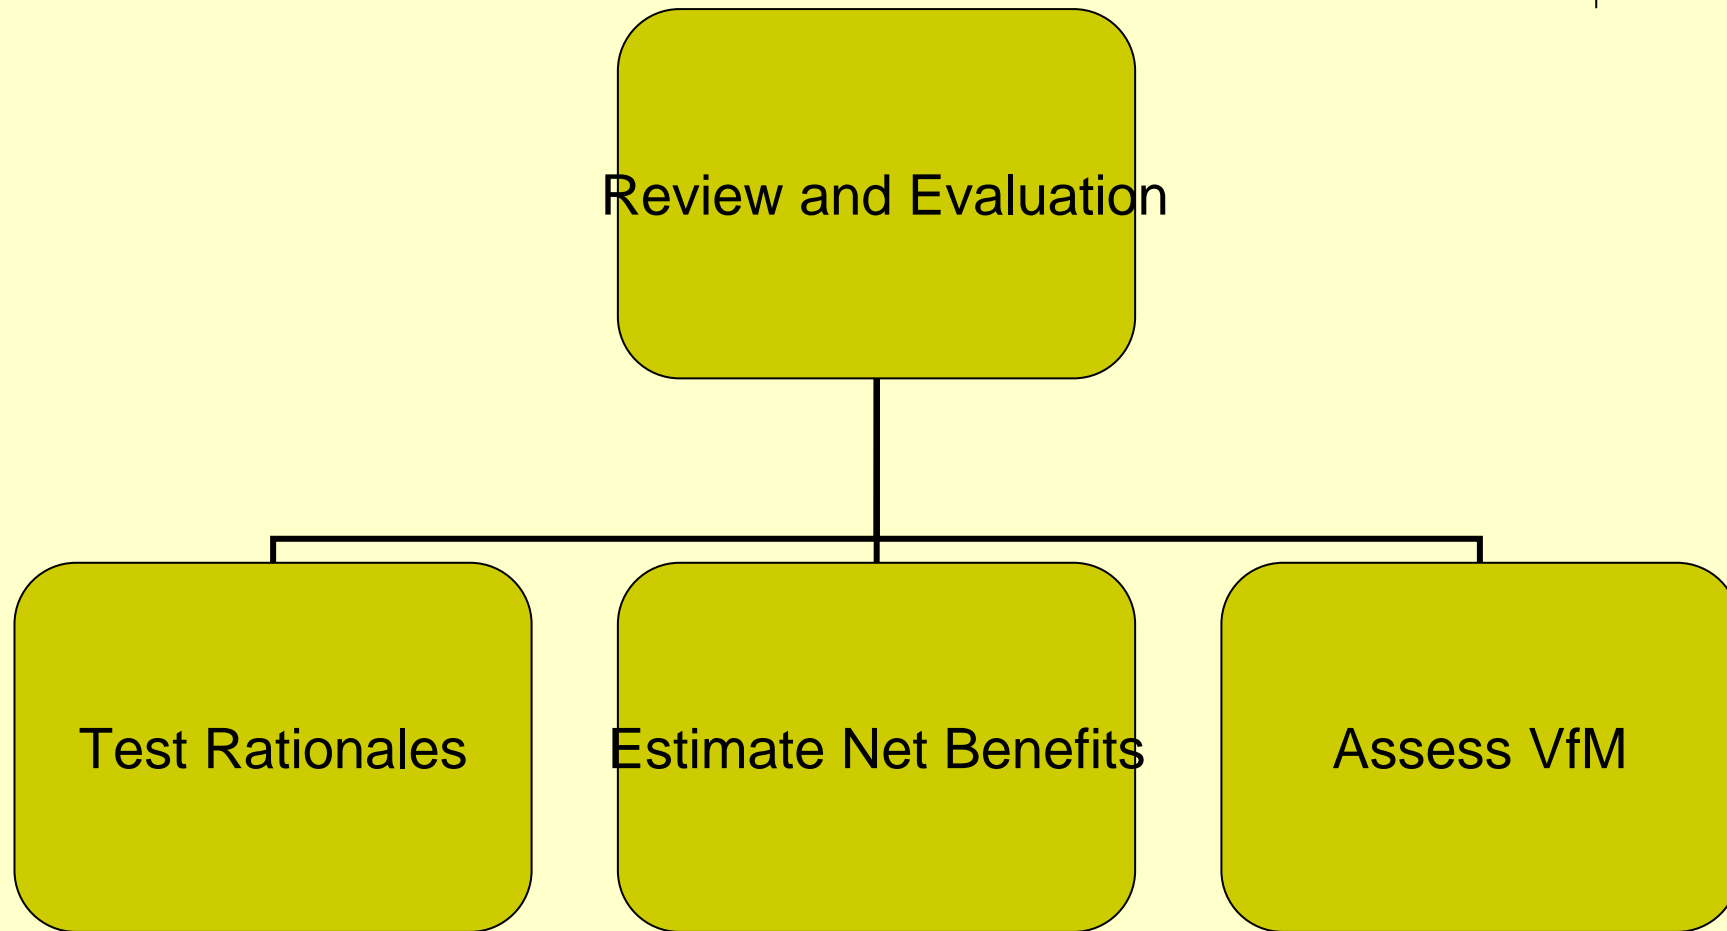 Review and Evaluation
Test Rationales
Estimate Net Benefits
Assess VfM